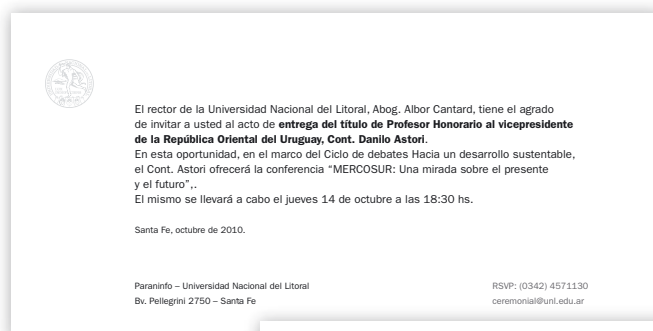 El rector de la Universidad Nacional del Litoral, Abog. Albor Cantard, tiene el agrado
de invitar a usted al acto de entrega del título de Profesor Honorario al vicepresidente
de la República Oriental del Uruguay, Cont. Danilo Astori.
En esta oportunidad, en el marco del Ciclo de debates Hacia un desarrollo sustentable,
el Cont. Astori ofrecerá la conferencia “MERCOSUR: Una mirada sobre el presente
y el futuro”,.
El mismo se llevará a cabo el jueves 14 de octubre a las 18:30 hs.
Santa Fe, octubre de 2010.
Paraninfo – Universidad Nacional del Litoral
Bv. Pellegrini 2750 – Santa Fe
RSVP: (0342) 4571130
ceremonial@unl.edu.ar